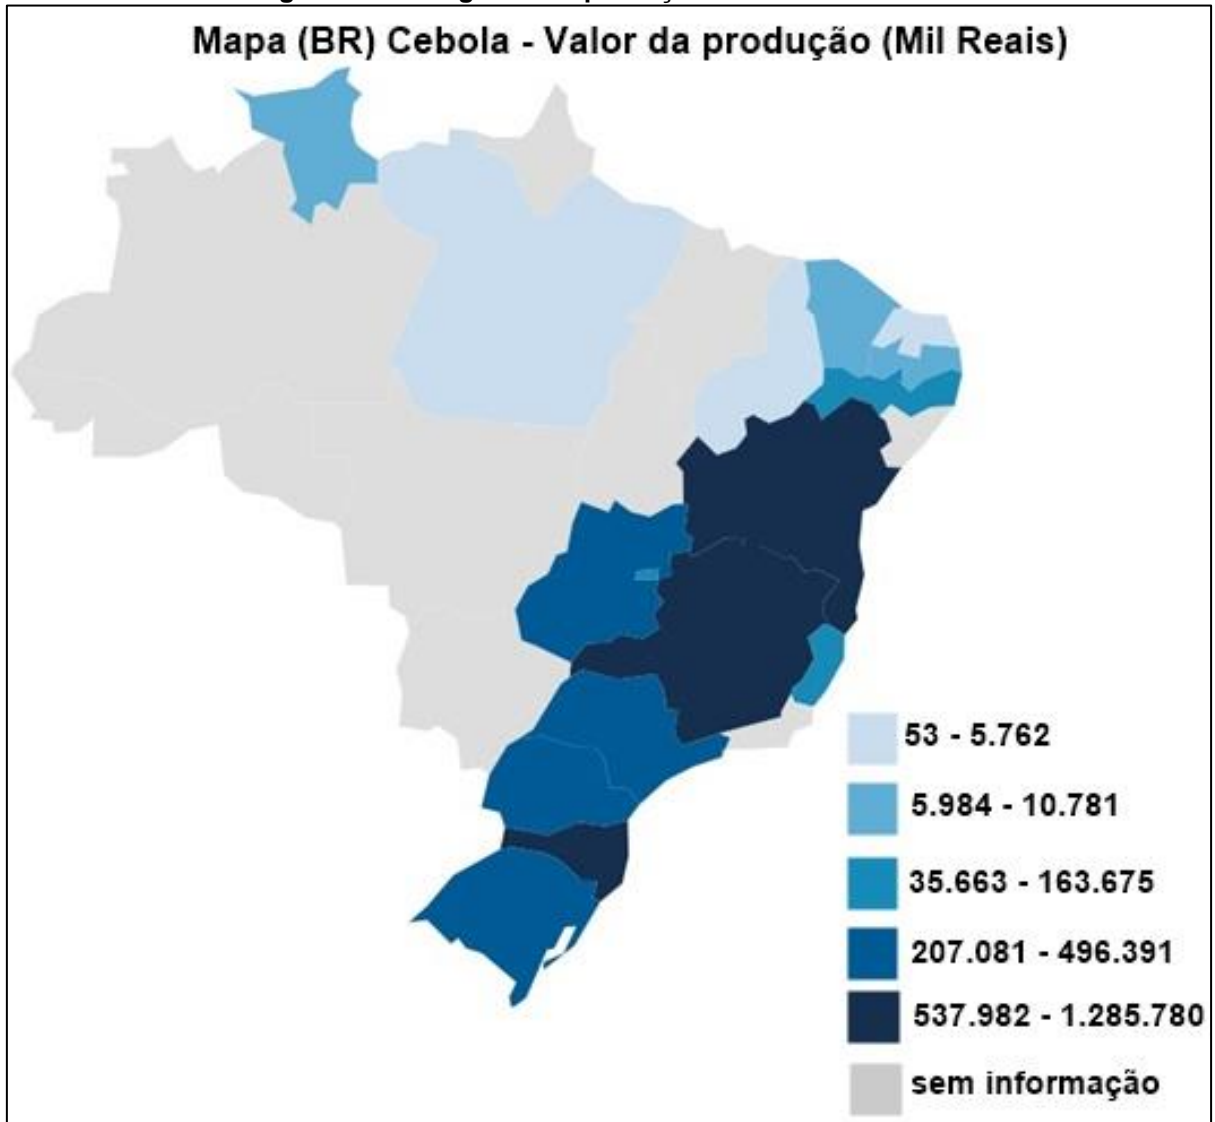 Mapa (BR) Cebola - Valor da produção (Mil Reais)
53 - 5.762
5.984 - 10.781
35.663 - 163.675
207.081 - 496.391
537.982 - 1.285.780
sem informação